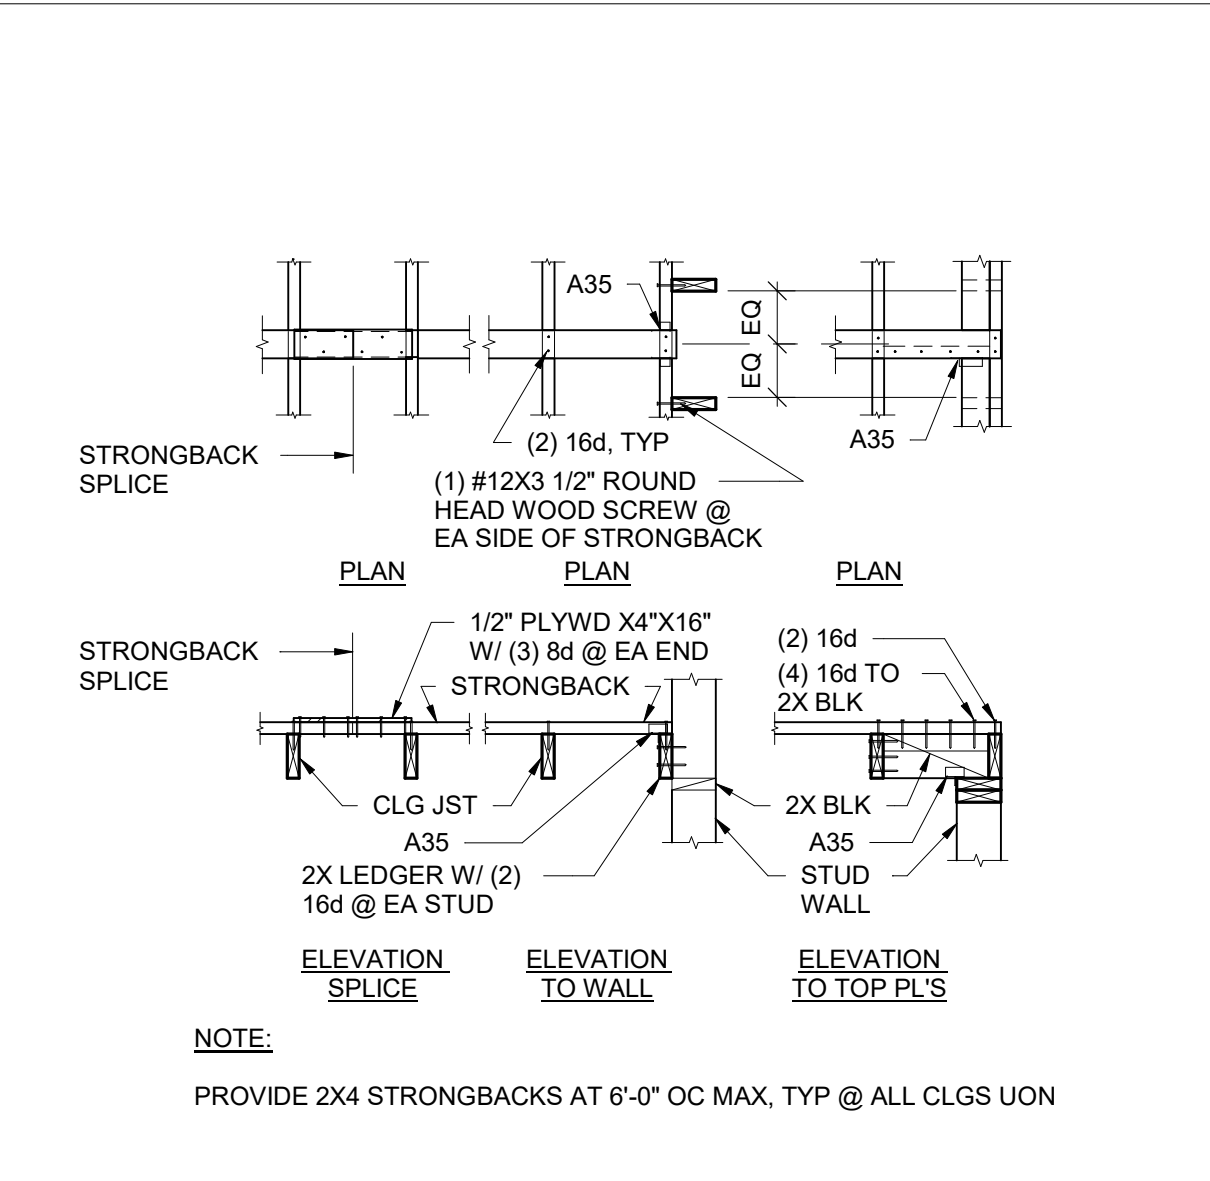 A35
EQ
EQ
A35
(2) 16d, TYP
STRONGBACK
SPLICE
(1) #12X3 1/2" ROUND
HEAD WOOD SCREW @
EA SIDE OF STRONGBACK
PLAN
PLAN
PLAN
STRONGBACK
SPLICE
1/2" PLYWD X4"X16"
W/ (3) 8d @ EA END
STRONGBACK
(2) 16d
(4) 16d TO
2X BLK
CLG JST
2X BLK
A35
A35
2X LEDGER W/ (2)
16d @ EA STUD
STUD
WALL
ELEVATION
SPLICE
ELEVATION
TO WALL
ELEVATION
TO TOP PL'S
NOTE:
PROVIDE 2X4 STRONGBACKS AT 6'-0" OC MAX, TYP @ ALL CLGS UON